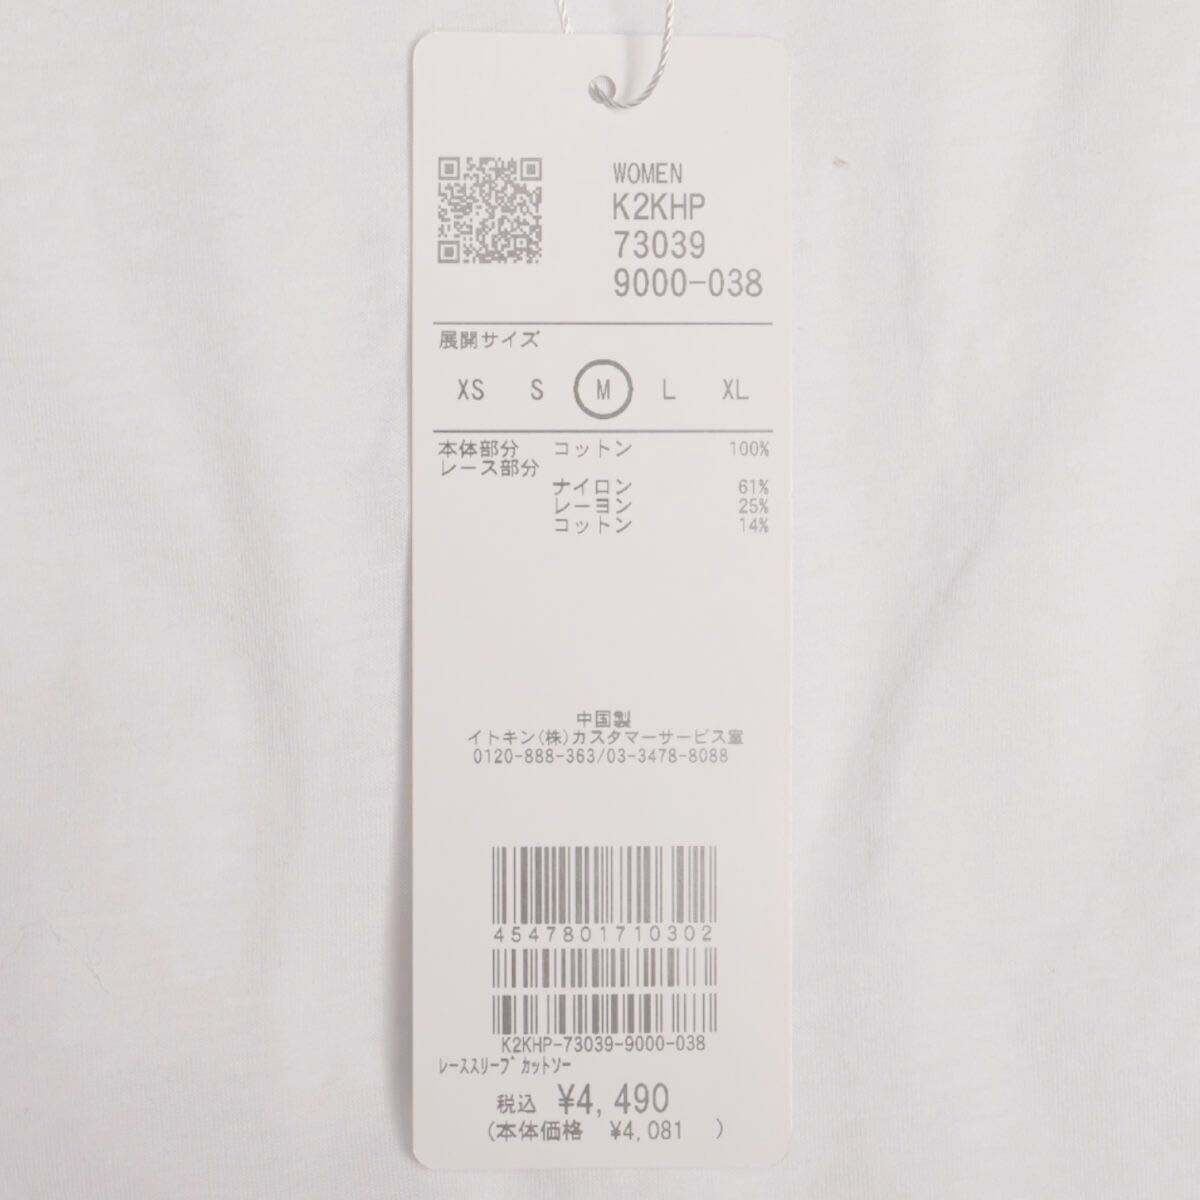 WOMEN
K2KHP
73039
9000-038
展開サイズ
XS S M L XL
本体部分 コットン 100%
レース部分
ナイロン 61%
レーヨン 25%
コットン 14%
中国製
イトキン(株)カスタマーサービス室
0120-888-363/03-3478-8088
4547801710302
K2KHP-73039-9000-038
ﾚｰｽｽﾘｰﾌﾞｶｯﾄｿｰ
税込 ¥4,490
(本体価格 ¥4,081 )